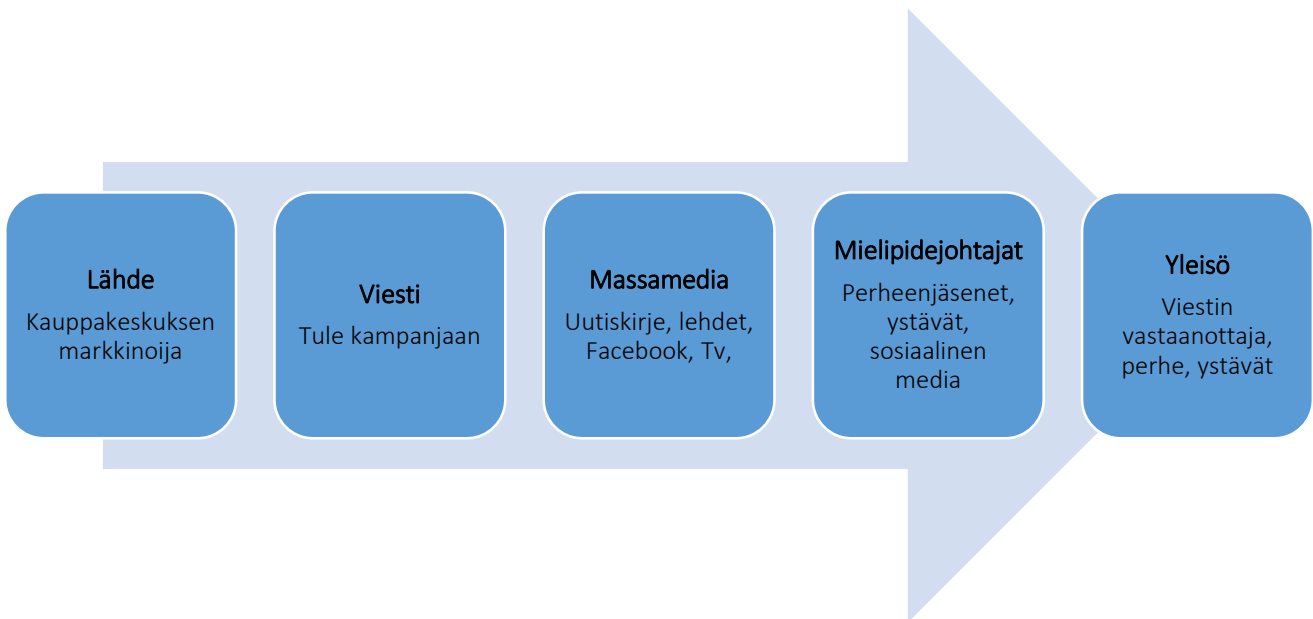 Lähde
Kauppakeskuksen
markkinoija
Viesti
Tule kampanjaan
Massamedia
Uutiskirje, lehdet,
Facebook, Tv,
Mielipidejohtajat
Perheenjäsenet,
ystävät,
sosiaalinen
media
Yleisö
Viestin
vastaanottaja,
perhe, ystävät